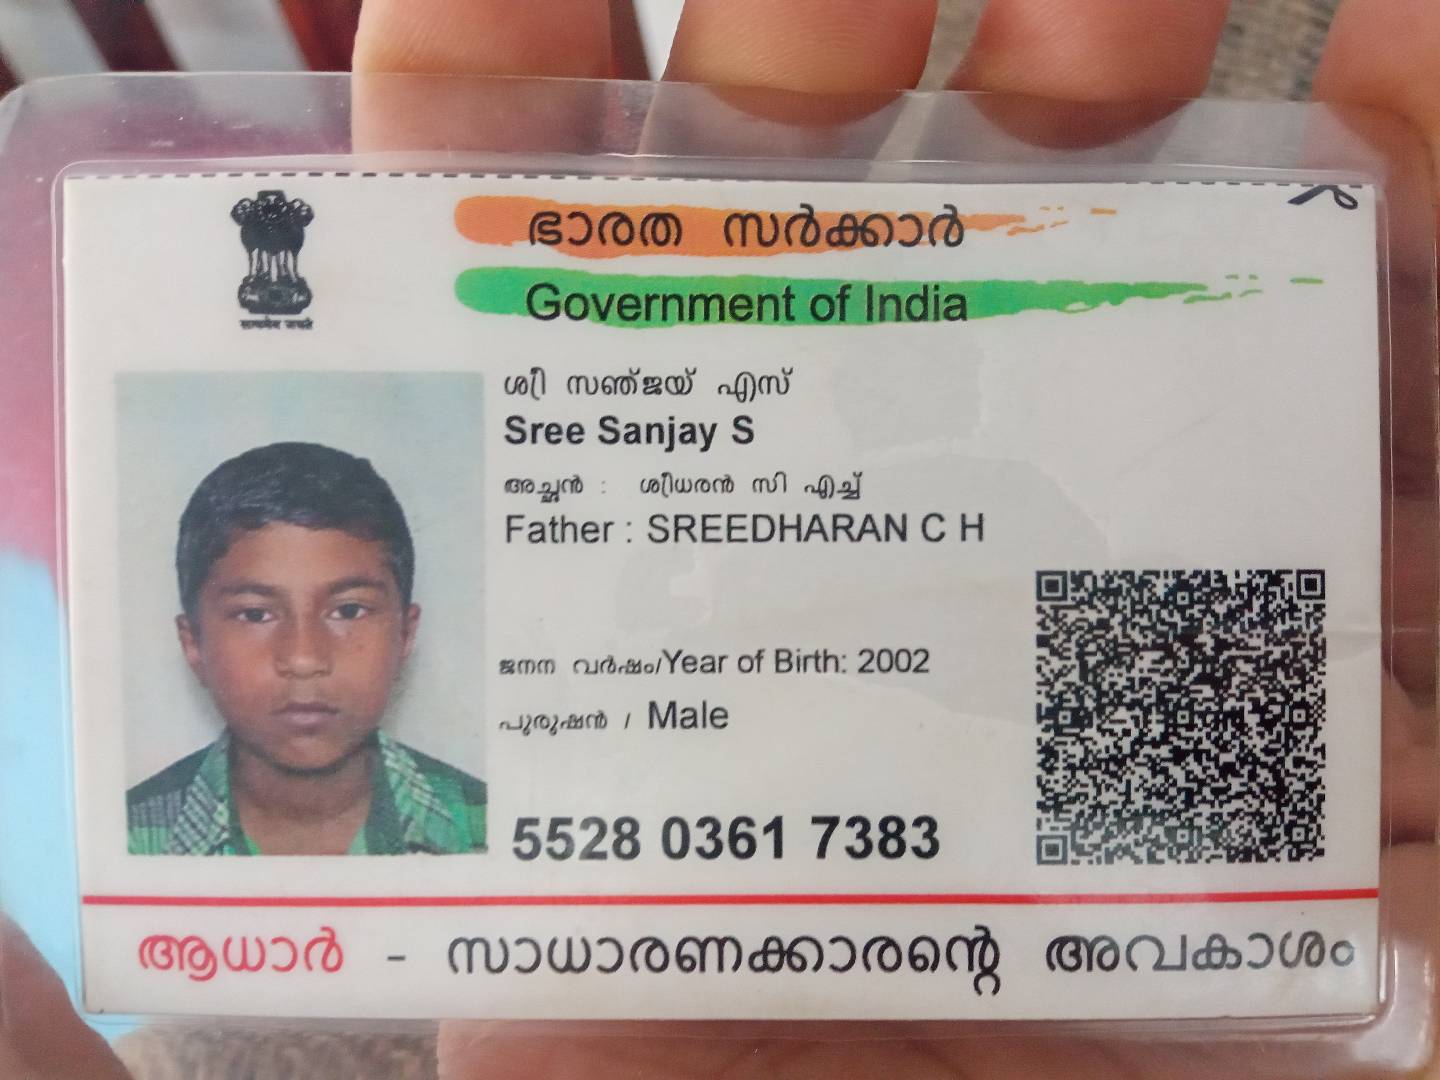 सत्यमेव जयते
ഭാരത സർക്കാർ
Government of India
ശ്രീ സഞ്ജയ് എസ്
Sree Sanjay S
അച്ഛൻ : ശ്രീധരൻ സി എച്ച്
Father : SREEDHARAN C H
ജനന വർഷം/Year of Birth: 2002
പുരുഷൻ / Male
5528 0361 7383
ആധാർ - സാധാരണക്കാരന്റെ അവകാശം